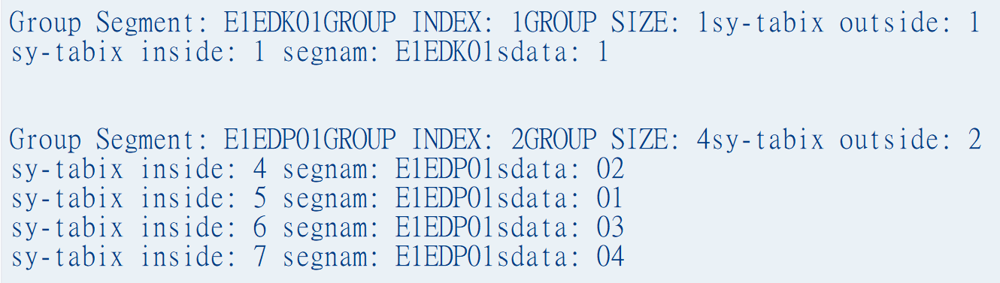 Group Segment: E1EDK01GROUP INDEX: 1GROUP SIZE: 1sy-tabix outside: 1
sy-tabix inside: 1 segnam: E1EDK01sdata: 1
Group Segment: E1EDP01GROUP INDEX: 2GROUP SIZE: 4sy-tabix outside: 2
sy-tabix inside: 4 segnam: E1EDP01sdata: 02
sy-tabix inside: 5 segnam: E1EDP01sdata: 01
sy-tabix inside: 6 segnam: E1EDP01sdata: 03
sy-tabix inside: 7 segnam: E1EDP01sdata: 04